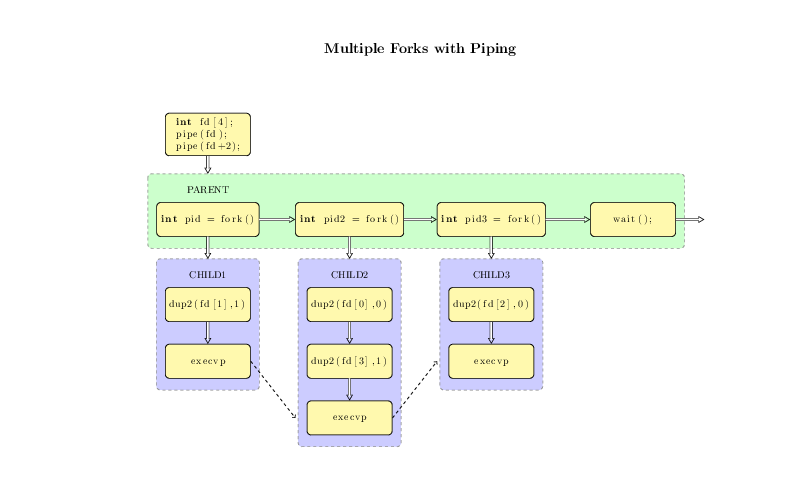 Multiple Forks with Piping
int fd[4];
pipe(fd);
pipe(fd+2);
PARENT
int pid = fork()
int pid2 = fork()
int pid3 = fork()
wait();
CHILD1
CHILD2
CHILD3
dup2(fd[1],1)
dup2(fd[0],0)
dup2(fd[2],0)
execvp
dup2(fd[3],1)
execvp
execvp